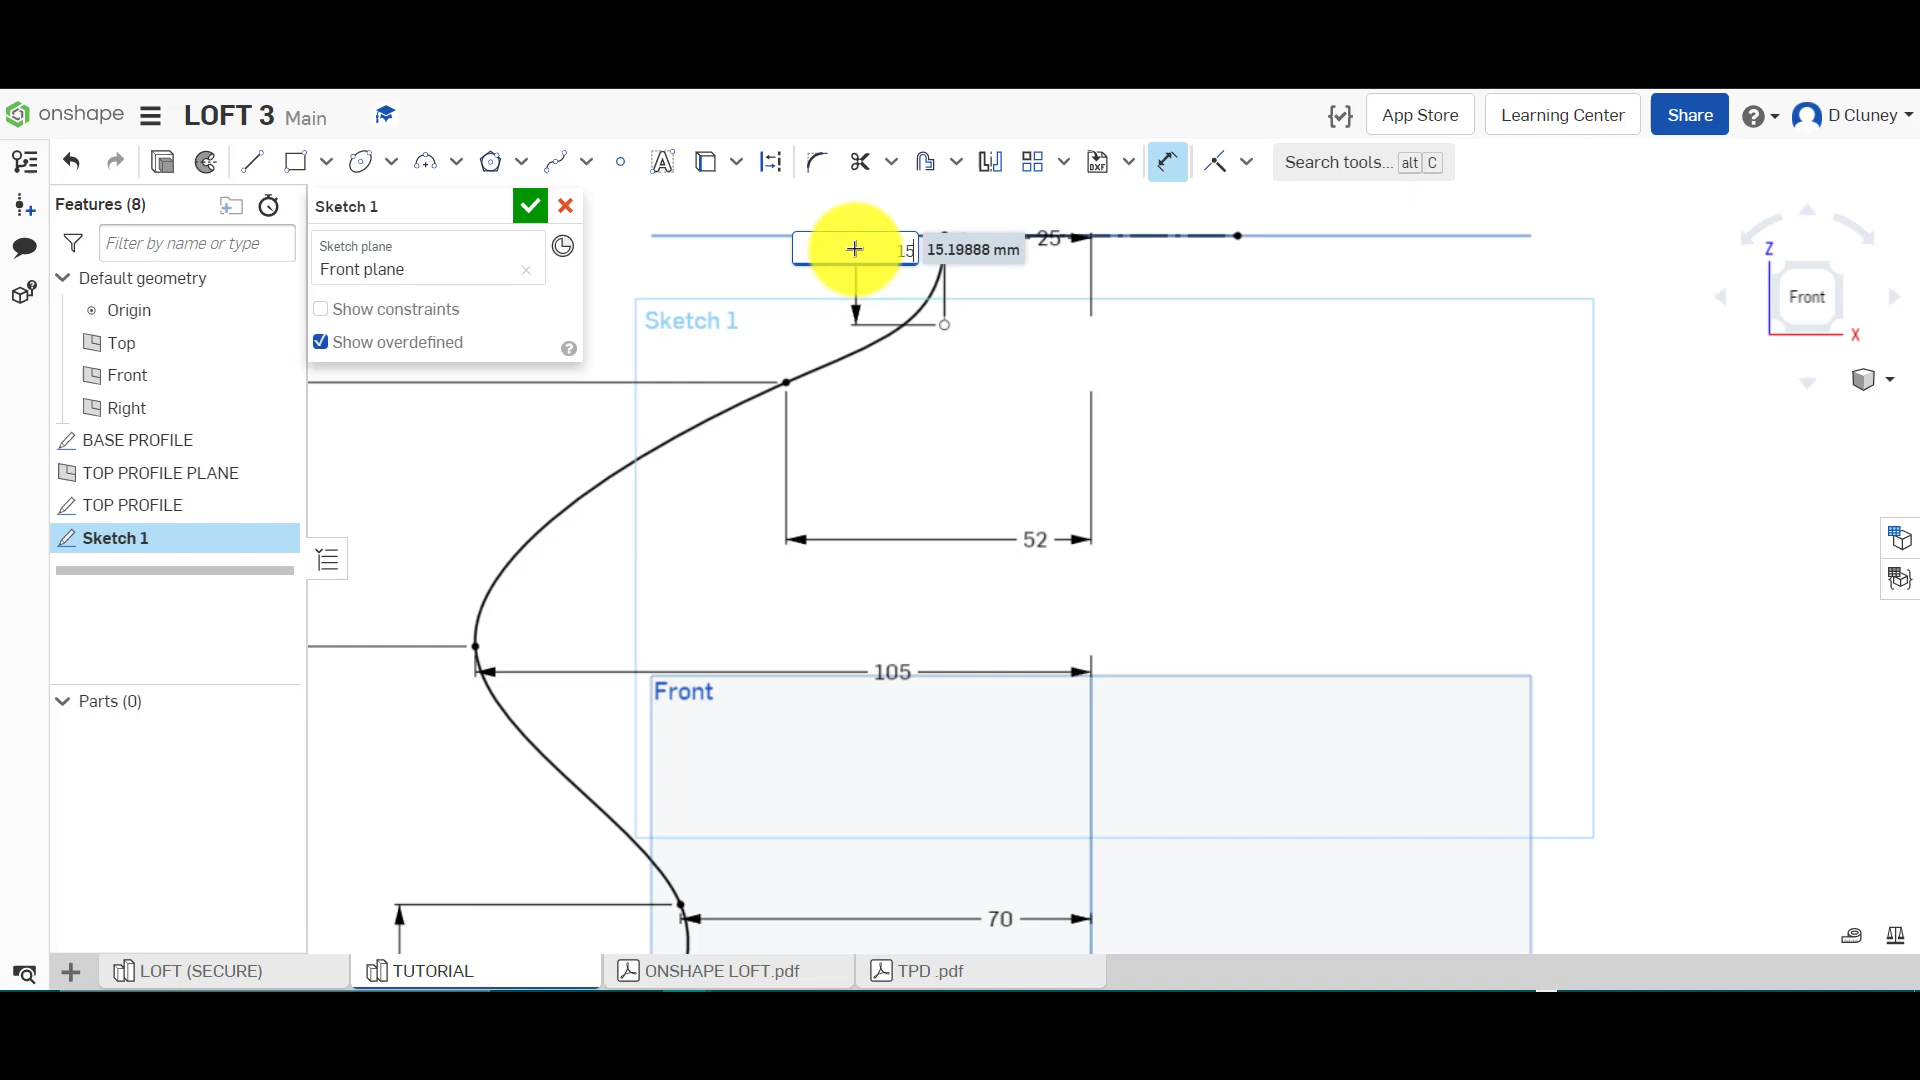 onshape LOFT 3 Main App Store Learning Center Share D Cluney
Search tools... alt C
Features (8)
Filter by name or type
Default geometry
Origin
Top
Front
Right
BASE PROFILE
TOP PROFILE PLANE
TOP PROFILE
Sketch 1
Parts (0)
Sketch 1
Sketch plane
Front plane
Show constraints
Show overdefined
15 15.19888 mm 25
Sketch 1
52
105
Front
70
Z
Front
X
LOFT (SECURE) TUTORIAL ONSHAPE LOFT.pdf TPD .pdf